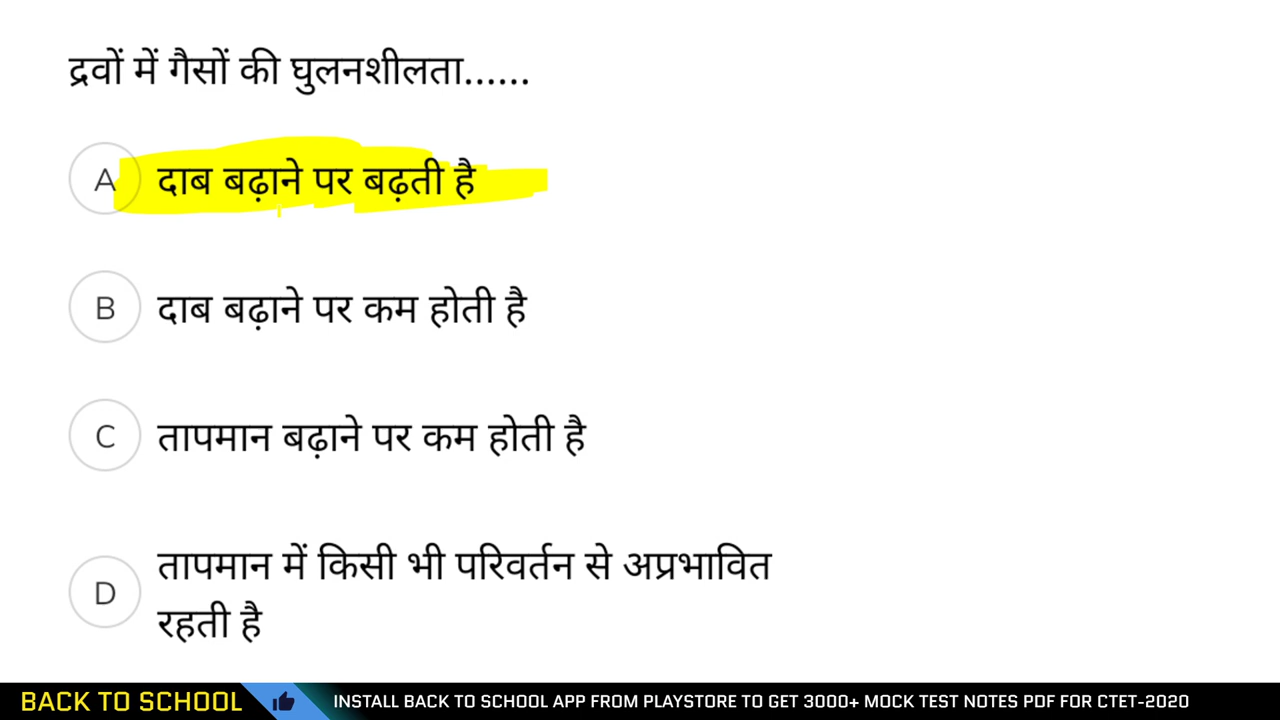 द्रवों में गैसों की घुलनशीलता......
A दाब बढ़ाने पर बढ़ती है
B दाब बढ़ाने पर कम होती है
C तापमान बढ़ाने पर कम होती है
D तापमान में किसी भी परिवर्तन से अप्रभावित
रहती है
BACK TO SCHOOL INSTALL BACK TO SCHOOL APP FROM PLAYSTORE TO GET 3000+ MOCK TEST NOTES PDF FOR CTET-2020